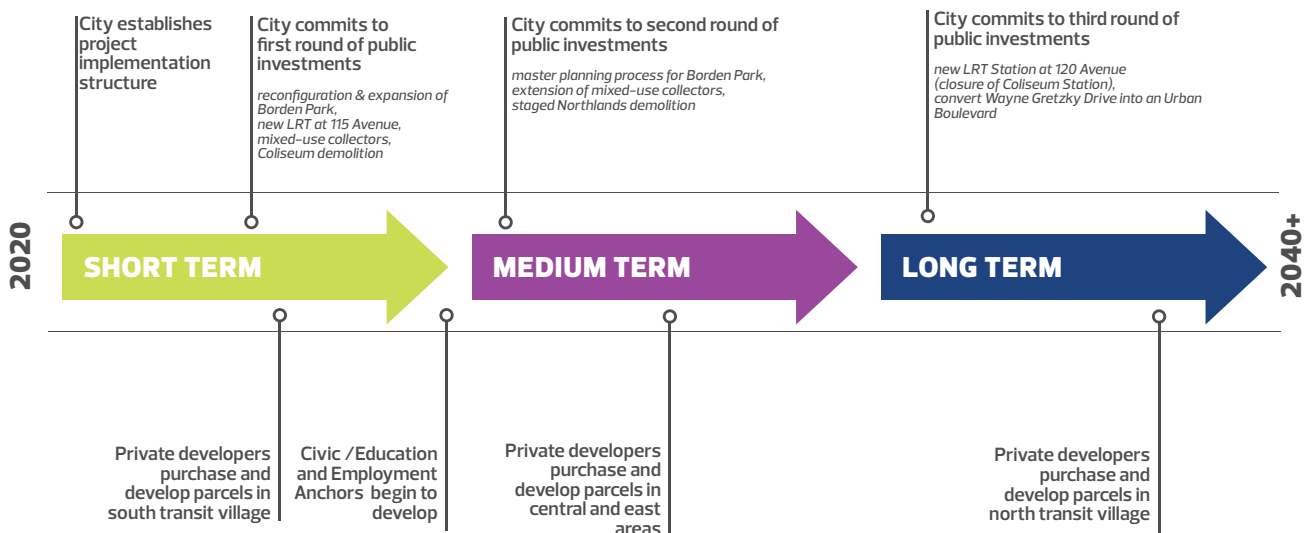 City establishes
project
implementation
structure
City commits to
first round of public
investments
reconfiguration & expansion of
Borden Park,
new LRT at 115 Avenue,
mixed-use collectors,
Coliseum demolition
City commits to second round of
public investments
master planning process for Borden Park,
extension of mixed-use collectors,
staged Northlands demolition
City commits to third round of
public investments
new LRT Station at 120 Avenue
(closure of Coliseum Station),
convert Wayne Gretzky Drive into an Urban
Boulevard
2020
SHORT TERM
MEDIUM TERM
LONG TERM
2040+
Private developers
purchase and
develop parcels in
south transit village
Civic /Education
and Employment
Anchors begin to
develop
Private developers
purchase and
develop parcels in
central and east
areas
Private developers
purchase and
develop parcels in
north transit village